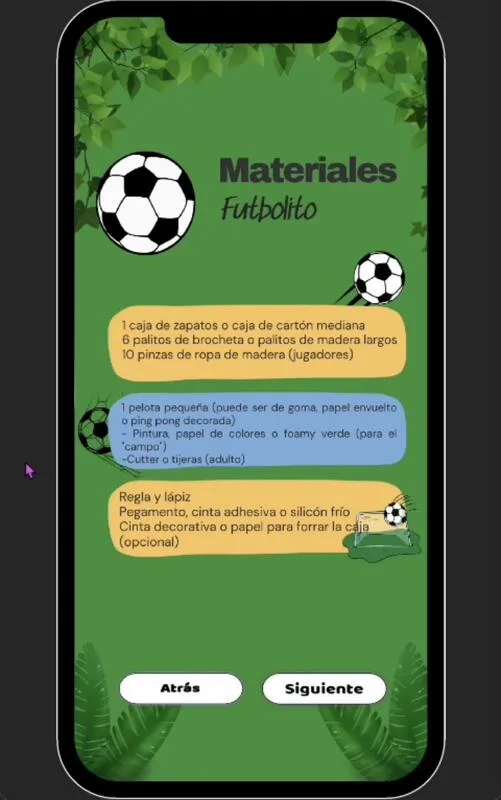 Materiales
Futbolito
1 caja de zapatos o caja de cartón mediana
6 palitos de brocheta o palitos de madera largos
10 pinzas de ropa de madera (jugadores)
1 pelota pequeña (puede ser de goma, papel envuelto
o ping pong decorada)
- Pintura, papel de colores o foamy verde (para el
"campo")
-Cutter o tijeras (adulto)
Regla y lápiz
Pegamento, cinta adhesiva o silicón frío
Cinta decorativa o papel para forrar la caja
(opcional)
Atrás
Siguiente